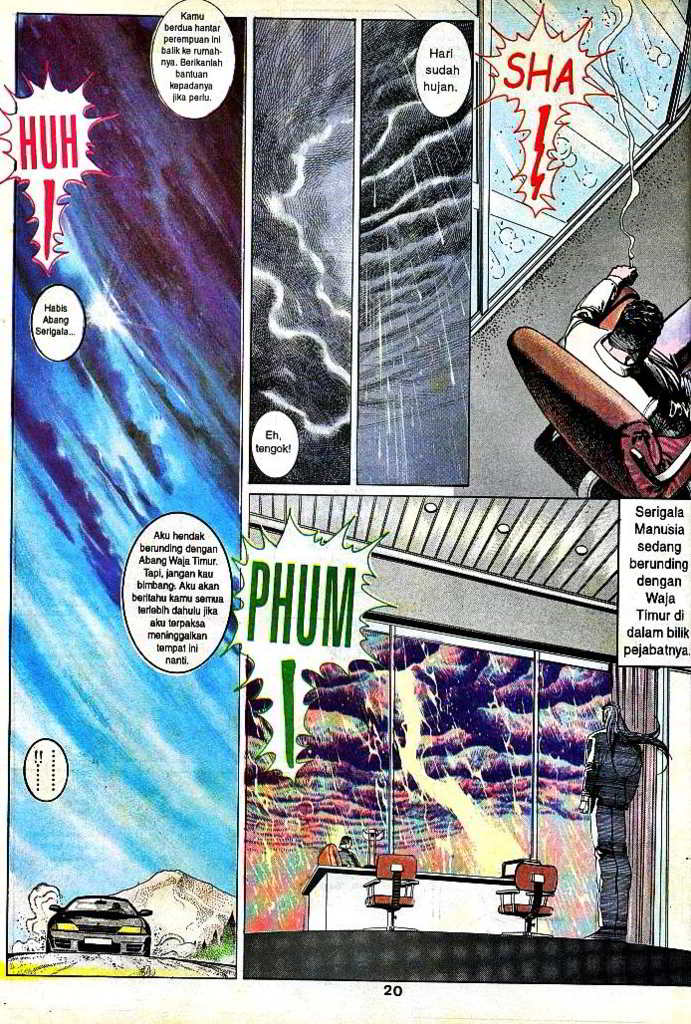 Kamu
berdua hantar
perempuan ini
balik ke rumah-
nya. Berikanlah
bantuan
kepadanya
jika perlu.
HUH
!
Habis
Abang
Serigala...
Aku hendak
berunding dengan
Abang Waja Timur.
Tapi, jangan kau
bimbang. Aku akan
beritahu kamu semua
terlebih dahulu jika
aku terpaksa
meninggalkan
tempat ini
nanti.
!! ......
Eh,
tengok!
Hari
sudah
hujan.
SHA
!
PHUM
!
Serigala
Manusia
sedang
berunding
dengan
Waja
Timur di
dalam bilik
pejabatnya.
20